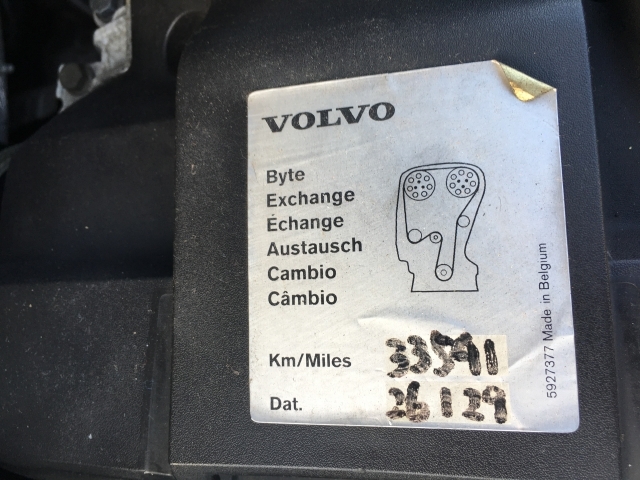 VOLVO
Byte
Exchange
Échange
Austausch
Cambio
Câmbio
Km/Miles
Dat.
5927377 Made in Belgium